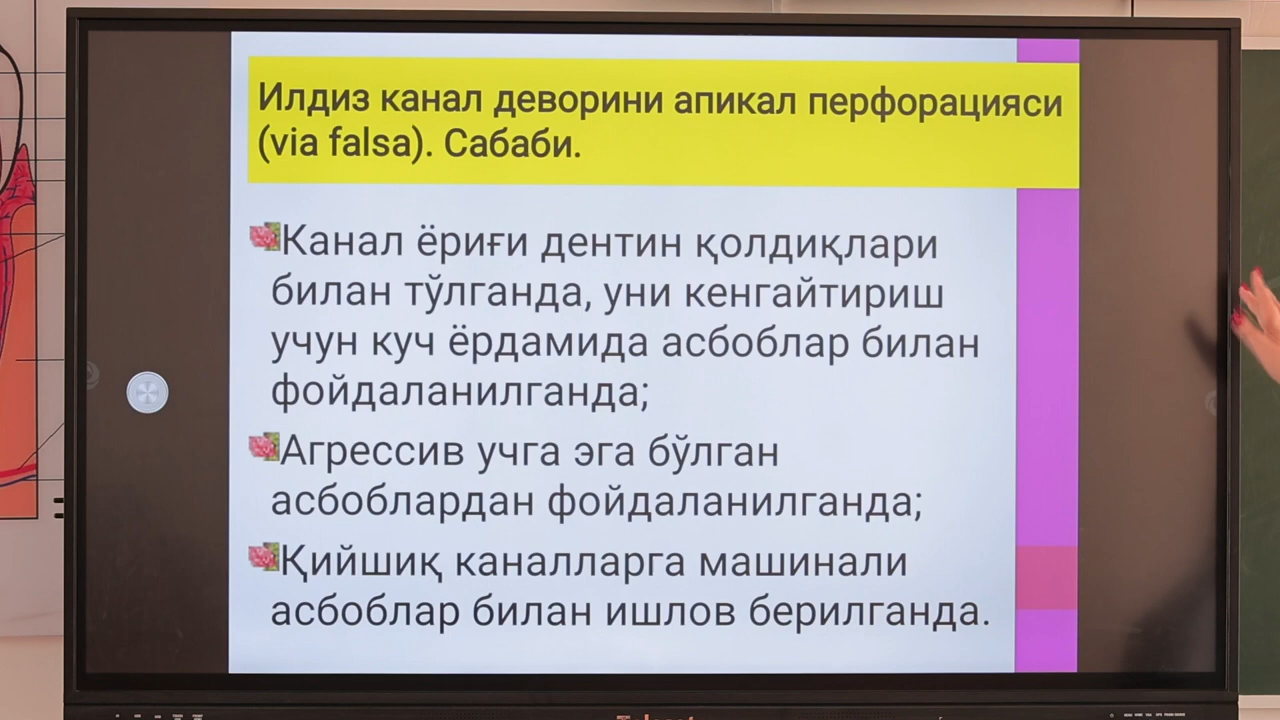 Илдиз канал деворини апикал перфорацияси
(via falsa). Сабаби.
Канал ёриғи дентин қолдиқлари
билан тўлганда, уни кенгайтириш
учун куч ёрдамида асбоблар билан
фойдаланилганда;
Агрессив учга эга бўлган
асбоблардан фойдаланилганда;
Қийшиқ каналларга машинали
асбоблар билан ишлов берилганда.